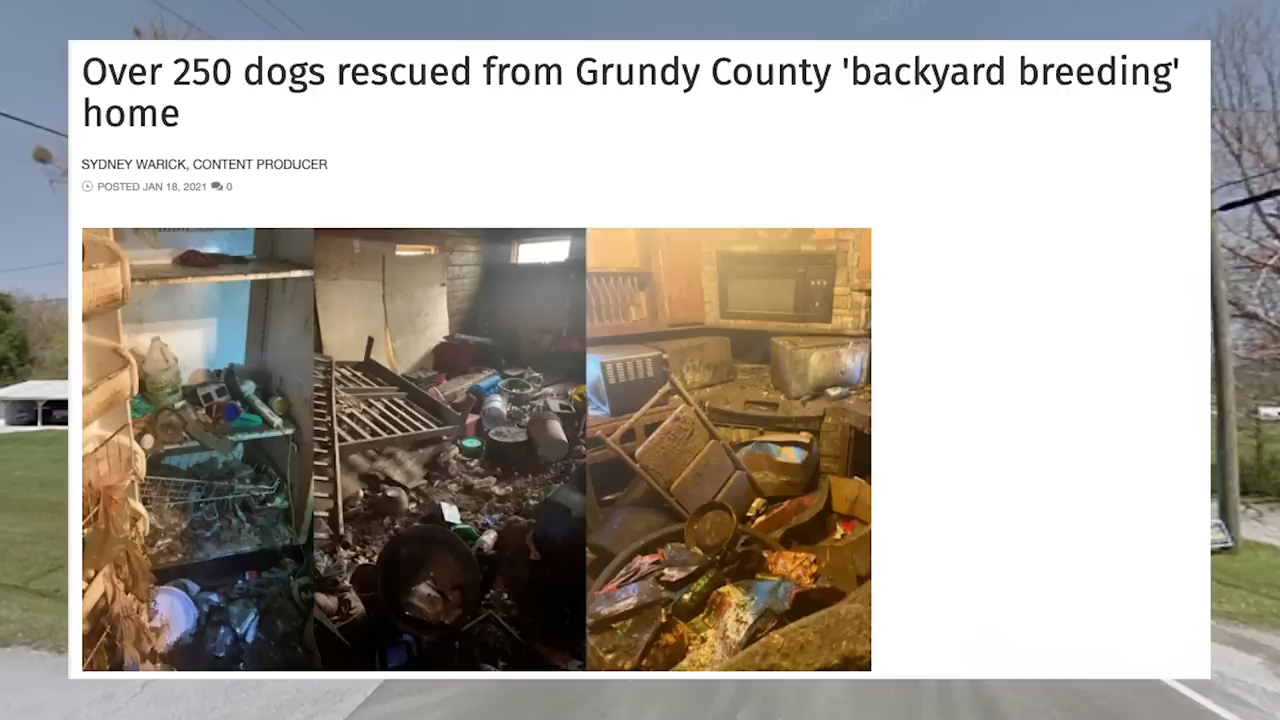 Over 250 dogs rescued from Grundy County 'backyard breeding'
home
SYDNEY WARICK, CONTENT PRODUCER
POSTED JAN 18, 2021 0